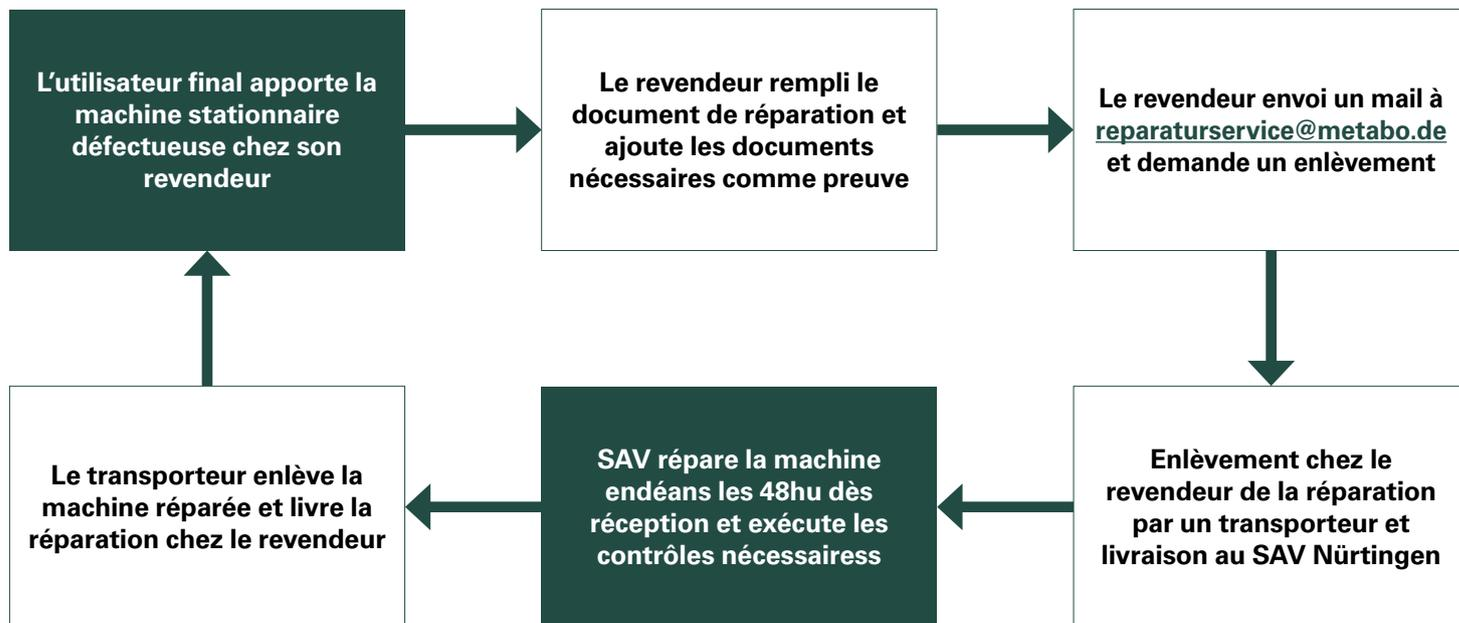 L'utilisateur final apporte la
machine stationnaire
défectueuse chez son
revendeur
Le revendeur rempli le
document de réparation et
ajoute les documents
nécessaires comme preuve
Le revendeur envoi un mail à
reparaturservice@metabo.de
et demande un enlèvement
Enlèvement chez le
revendeur de la réparation
par un transporteur et
livraison au SAV Nürtingen
SAV répare la machine
endéans les 48hu dès
réception et exécute les
contrôles nécessairess
Le transporteur enlève la
machine réparée et livre la
réparation chez le revendeur